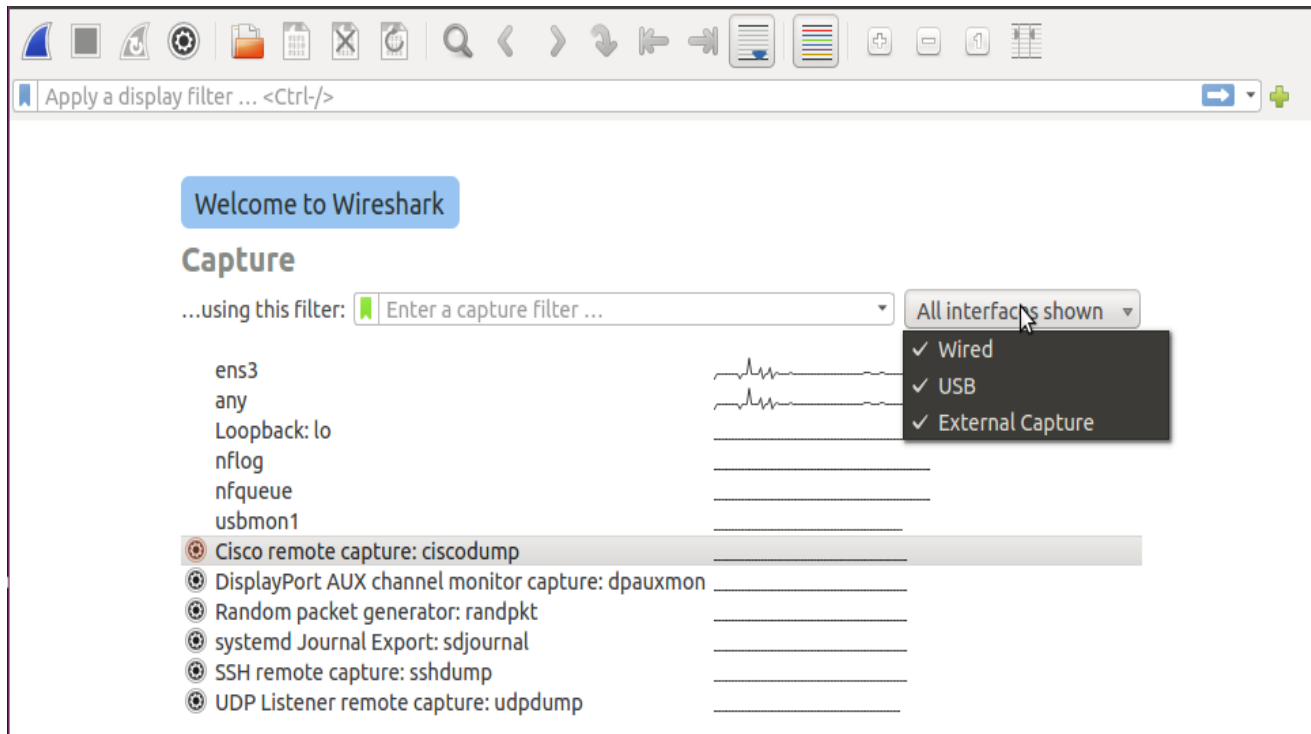 Apply a display filter … <Ctrl-/>
Welcome to Wireshark
Capture
…using this filter: Enter a capture filter … All interfaces shown
Wired
USB
External Capture
ens3
any
Loopback: lo
nflog
nfqueue
usbmon1
Cisco remote capture: ciscodump
DisplayPort AUX channel monitor capture: dpauxmon
Random packet generator: randpkt
systemd Journal Export: sdjournal
SSH remote capture: sshdump
UDP Listener remote capture: udpdump